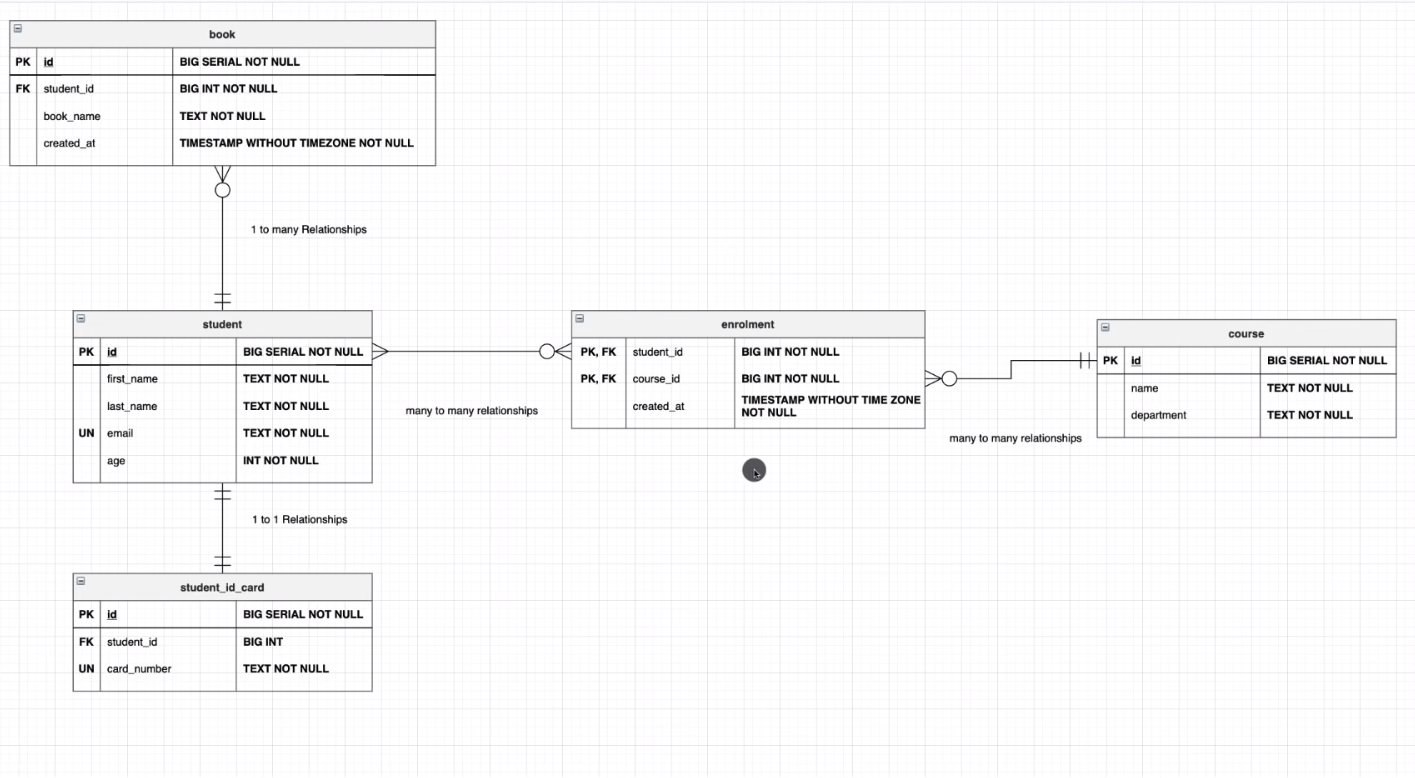 book
PK id BIG SERIAL NOT NULL
FK student_id BIG INT NOT NULL
book_name TEXT NOT NULL
created_at TIMESTAMP WITHOUT TIMEZONE NOT NULL
1 to many Relationships
student
PK id BIG SERIAL NOT NULL
first_name TEXT NOT NULL
last_name TEXT NOT NULL
UN email TEXT NOT NULL
age INT NOT NULL
many to many relationships
enrolment
PK, FK student_id BIG INT NOT NULL
PK, FK course_id BIG INT NOT NULL
created_at TIMESTAMP WITHOUT TIME ZONE
NOT NULL
many to many relationships
course
PK id BIG SERIAL NOT NULL
name TEXT NOT NULL
department TEXT NOT NULL
1 to 1 Relationships
student_id_card
PK id BIG SERIAL NOT NULL
FK student_id BIG INT
UN card_number TEXT NOT NULL